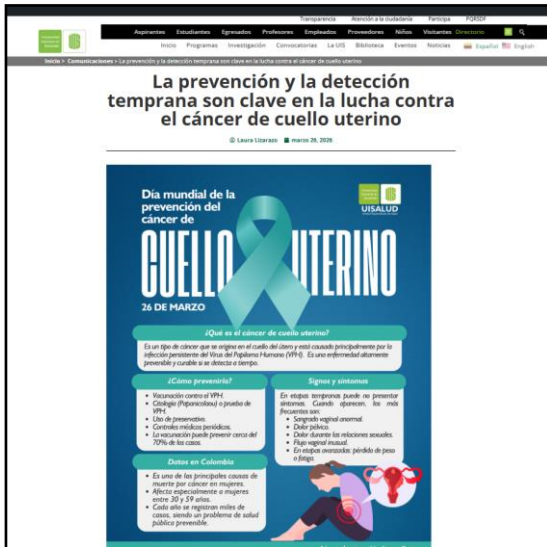 Transparencia Atención a la ciudadanía Participa PQRSDF
Aspirantes Estudiantes Egresados Profesores Empleados Proveedores Niños Visitantes Directorio
Inicio Programas Investigación Convocatorias La UIS Biblioteca Eventos Noticias Español English
Inicio > Comunicaciones > La prevención y la detección temprana son clave en la lucha contra el cáncer de cuello uterino
La prevención y la detección
temprana son clave en la lucha contra
el cáncer de cuello uterino
Laura Lizarazo marzo 26, 2026
Día mundial de la
prevención del
cáncer de
UISALUD
CUELLO UTERINO
26 DE MARZO
¿Qué es el cáncer de cuello uterino?
Es un tipo de cáncer que se origina en el cuello del útero y está causado principalmente por la
infección persistente del Virus del Papiloma Humano (VPH). Es una enfermedad altamente
prevenible y curable si se detecta a tiempo.
¿Cómo prevenirlo?
• Vacunación contra el VPH.
• Citología (Papanicolaou) o prueba de
VPH.
• Uso de preservativo.
• Controles médicos periódicos.
• La vacunación puede prevenir cerca del
70% de los casos.
Signos y síntomas
En etapas tempranas puede no presentar
síntomas. Cuando aparecen, los más
frecuentes son:
• Sangrado vaginal anormal.
• Dolor pélvico.
• Dolor durante las relaciones sexuales.
• Flujo vaginal inusual.
• En etapas avanzadas: pérdida de peso
o fatiga.
Datos en Colombia
• Es una de las principales causas de
muerte por cáncer en mujeres.
• Afecta especialmente a mujeres
entre 30 y 59 años.
• Cada año se registran miles de
casos, siendo un problema de salud
pública prevenible.